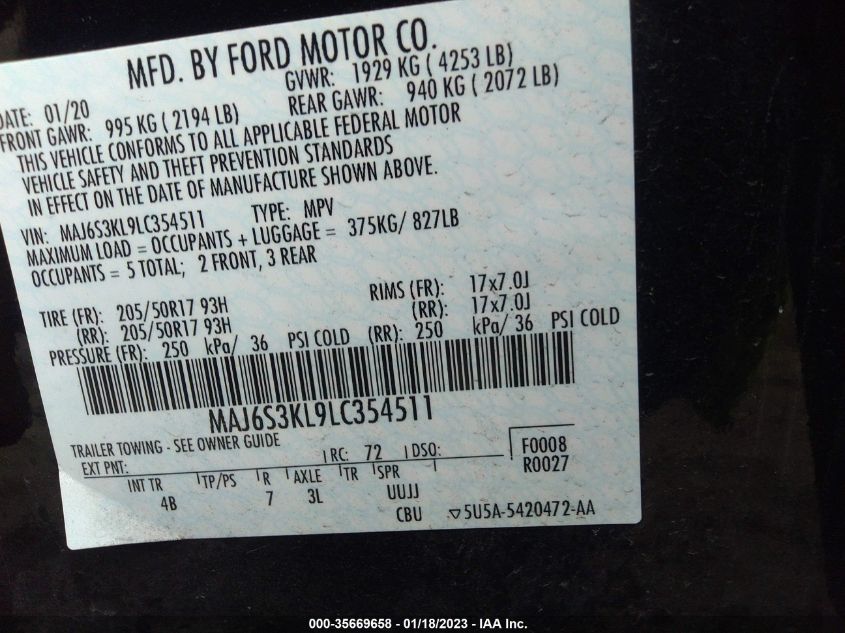 MFD. BY FORD MOTOR CO.
DATE: 01/20 GVWR: 1929 KG ( 4253 LB)
FRONT GAWR: 995 KG ( 2194 LB) REAR GAWR: 940 KG ( 2072 LB)
THIS VEHICLE CONFORMS TO ALL APPLICABLE FEDERAL MOTOR
VEHICLE SAFETY AND THEFT PREVENTION STANDARDS
IN EFFECT ON THE DATE OF MANUFACTURE SHOWN ABOVE.
VIN: MAJ6S3KL9LC354511 TYPE: MPV
MAXIMUM LOAD = OCCUPANTS + LUGGAGE = 375KG/ 827LB
OCCUPANTS = 5 TOTAL; 2 FRONT, 3 REAR
TIRE (FR): 205/50R17 93H RIMS (FR): 17x7.0J
(RR): 205/50R17 93H (RR): 17x7.0J
PRESSURE (FR): 250 kPa/ 36 PSI COLD (RR): 250 kPa/ 36 PSI COLD
MAJ6S3KL9LC354511
TRAILER TOWING - SEE OWNER GUIDE
EXT PNT: RC: 72 DSO: F0008
R0027
INT TR TP/PS R AXLE TR SPR
4B 7 3L UUJJ
CBU ▽5U5A-5420472-AA
000-35669658 - 01/18/2023 - IAA Inc.